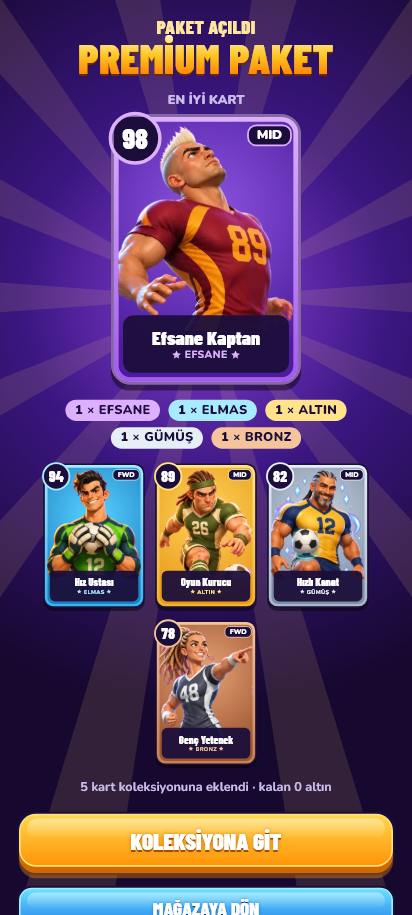 PAKET AÇILDI
PREMİUM PAKET
EN İYİ KART
98
MID
89
Efsane Kaptan
★ EFSANE ★
1 × EFSANE
1 × ELMAS
1 × ALTIN
1 × GÜMÜŞ
1 × BRONZ
94
FWD
12
Hız Ustası
★ ELMAS ★
89
MID
26
Oyun Kurucu
★ ALTIN ★
82
MID
12
Hızlı Kanat
★ GÜMÜŞ ★
78
FWD
48
Genç Yetenek
★ BRONZ ★
5 kart koleksiyonuna eklendi · kalan 0 altın
KOLEKSİYONA GİT
MAĞAZAYA DÖN